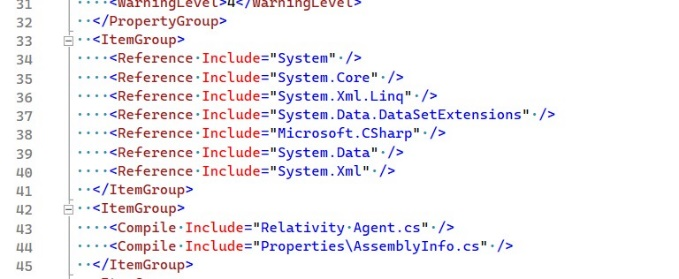 31 <WarningLevel>4</WarningLevel>
32 </PropertyGroup>
33 <ItemGroup>
34 <Reference Include="System" />
35 <Reference Include="System.Core" />
36 <Reference Include="System.Xml.Linq" />
37 <Reference Include="System.Data.DataSetExtensions" />
38 <Reference Include="Microsoft.CSharp" />
39 <Reference Include="System.Data" />
40 <Reference Include="System.Xml" />
41 </ItemGroup>
42 <ItemGroup>
43 <Compile Include="Relativity Agent.cs" />
44 <Compile Include="Properties\AssemblyInfo.cs" />
45 </ItemGroup>